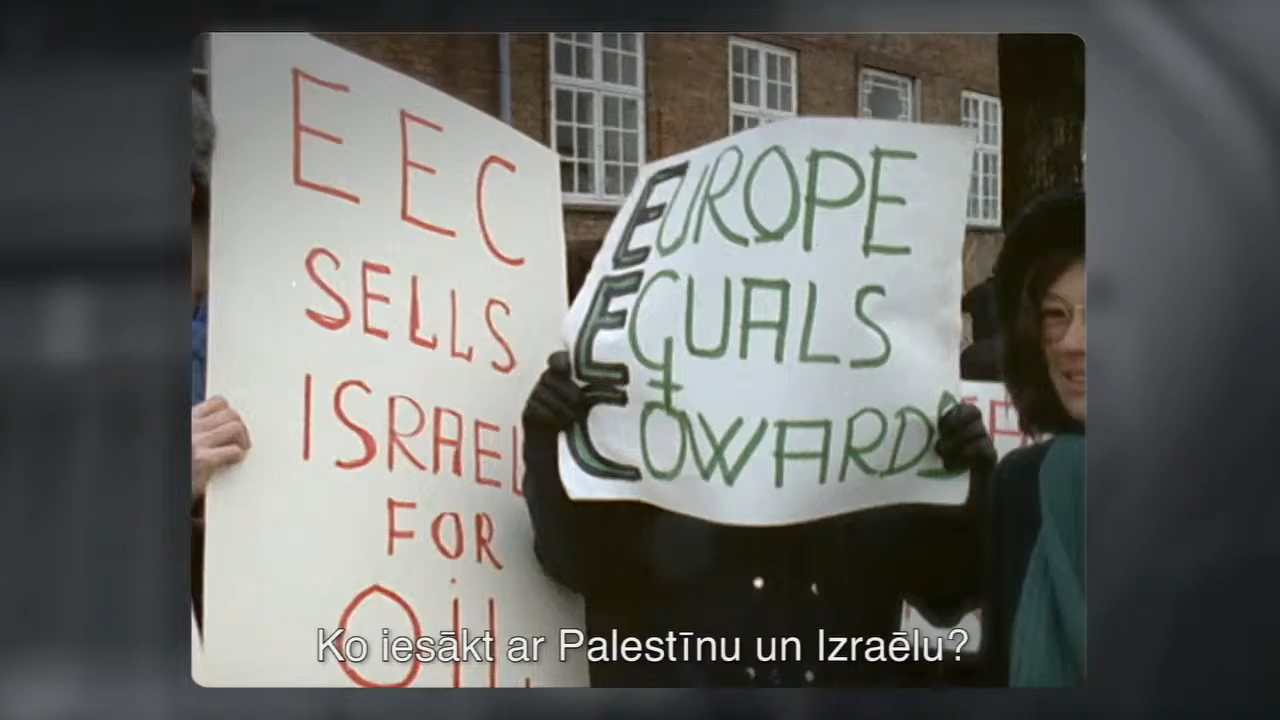 EEC
SELLS
ISRAEL
FOR
OIL
EUROPE
EQUALS
COWARDS
Ko iesākt ar Palestīnu un Izraēlu?